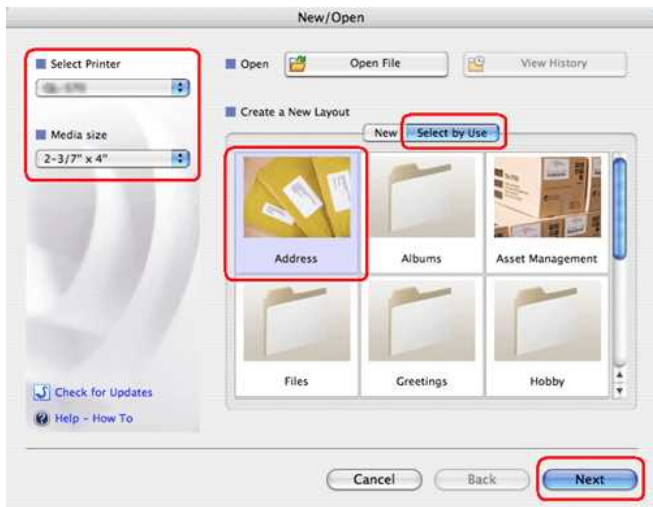 New/Open
Select Printer
Media size
2-3/7" x 4"
Open
Open File
View History
Create a New Layout
New
Select by Use
Address
Albums
Asset Management
Files
Greetings
Hobby
Check for Updates
Help - How To
Cancel
Back
Next